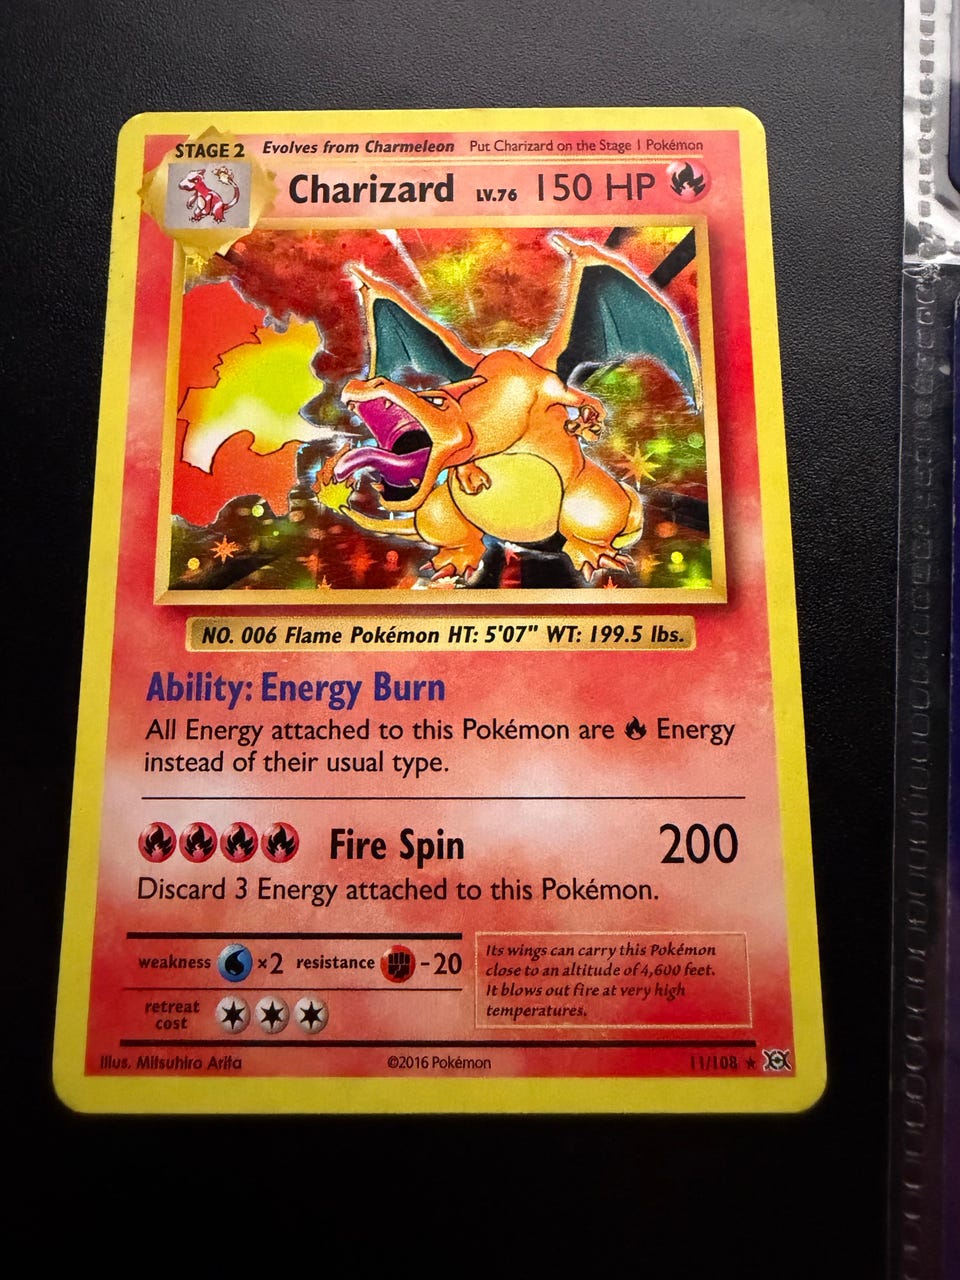 STAGE 2 Evolves from Charmeleon Put Charizard on the Stage 1 Pokémon
Charizard LV.76 150 HP
NO. 006 Flame Pokémon HT: 5'07" WT: 199.5 lbs.
Ability: Energy Burn
All Energy attached to this Pokémon are Energy
instead of their usual type.
Fire Spin 200
Discard 3 Energy attached to this Pokémon.
weakness ×2 resistance -20
retreat
cost
Its wings can carry this Pokémon
close to an altitude of 4,600 feet.
It blows out fire at very high
temperatures.
Illus. Mitsuhiro Arita ©2016 Pokémon 11/108